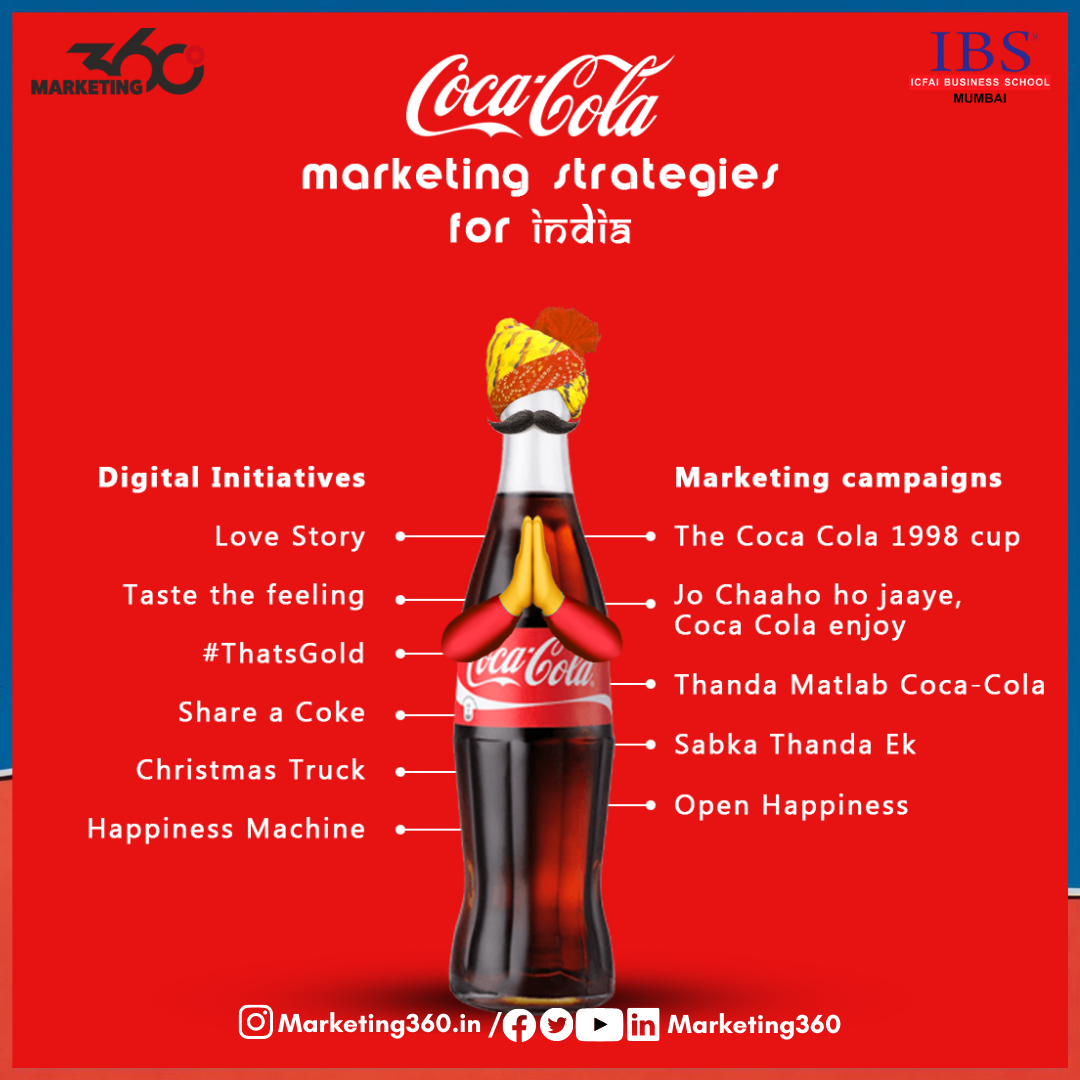 MARKETING 360
IBS
ICFAI BUSINESS SCHOOL
MUMBAI
Coca-Cola
marketing strategies
for india
Digital Initiatives
Love Story
Taste the feeling
#ThatsGold
Share a Coke
Christmas Truck
Happiness Machine
Marketing campaigns
The Coca Cola 1998 cup
Jo Chaaho ho jaaye,
Coca Cola enjoy
Thanda Matlab Coca-Cola
Sabka Thanda Ek
Open Happiness
Coca-Cola
Marketing360.in / Marketing360